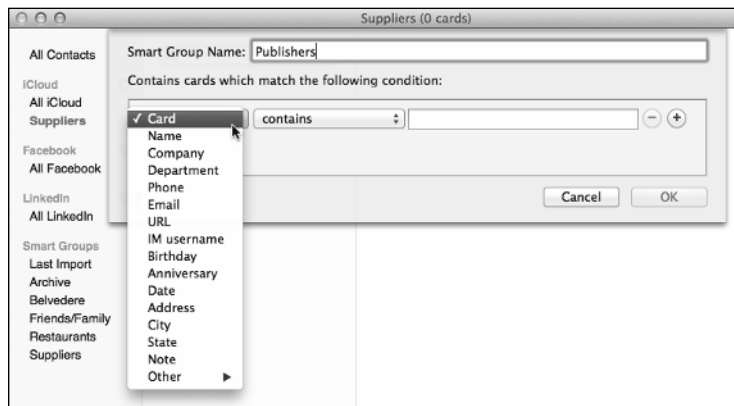 Suppliers (0 cards)
All Contacts
iCloud
All iCloud
Suppliers
Facebook
All Facebook
LinkedIn
All LinkedIn
Smart Groups
Last Import
Archive
Belvedere
Friends/Family
Restaurants
Suppliers
Smart Group Name: Publishers
Contains cards which match the following condition:
✓ Card
contains
Name
Company
Department
Phone
Email
URL
IM username
Birthday
Anniversary
Date
Address
City
State
Note
Other
Cancel
OK